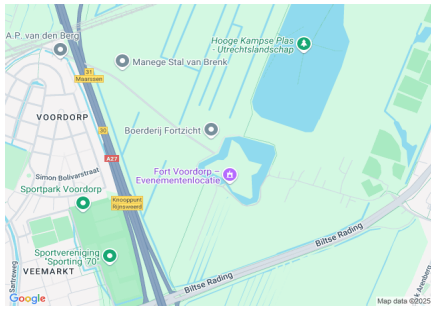 Hooge Kampse Plas
- Utrechtslandschap
A.P. van den Berg
Manege Stal van Brenk
31
Maarssen
VOORDORP
30
Boerderij Fortzicht
A27
Fort Voordorp –
Evenementenlocatie
Simon Bolivarstraat
Sportpark Voordorp
Knooppunt
Rijnsweerd
Biltse Rading
Sportvereniging
"Sporting '70"
VEEMARKT
Biltse Rading
Sartreweg
k Arenberg
Google
Map data ©2025